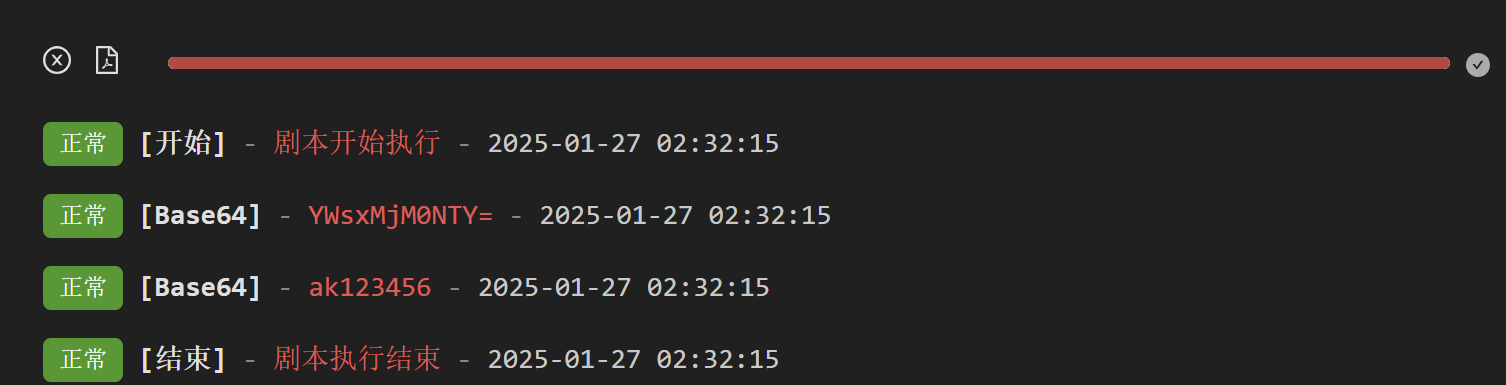 正常 [开始] - 剧本开始执行 - 2025-01-27 02:32:15
正常 [Base64] - YWsxMjM0NTY= - 2025-01-27 02:32:15
正常 [Base64] - ak123456 - 2025-01-27 02:32:15
正常 [结束] - 剧本执行结束 - 2025-01-27 02:32:15